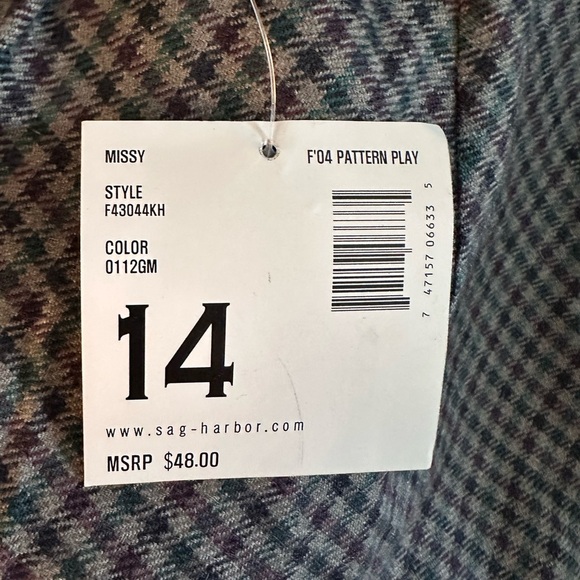 MISSY
F'04 PATTERN PLAY
STYLE
F43044KH
COLOR
0112GM
7 47157 06633 5
14
www.sag-harbor.com
MSRP $48.00